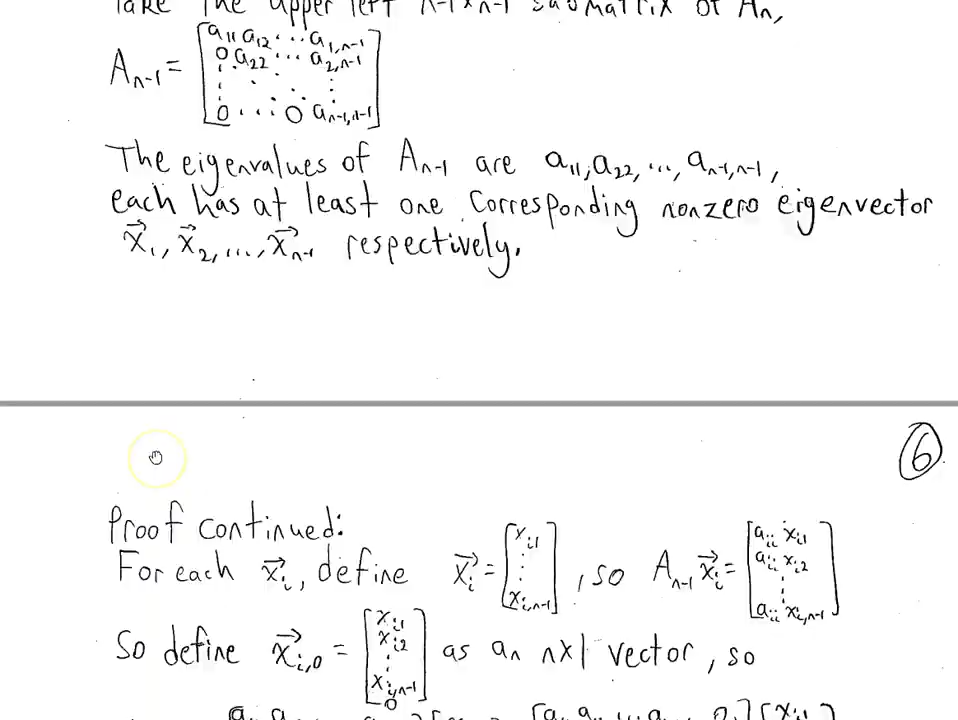 Take the upper left n-1×n-1 submatrix of Aₙ,
Aₙ₋₁ = [a₁₁ a₁₂ ... a₁,ₙ₋₁
0 a₂₂ ... a₂,ₙ₋₁
⋮ ⋱ ⋮
0 ... 0 aₙ₋₁,ₙ₋₁]
The eigenvalues of Aₙ₋₁ are a₁₁, a₂₂, ..., aₙ₋₁,ₙ₋₁,
each has at least one corresponding nonzero eigenvector
x⃗₁, x⃗₂, ..., x⃗ₙ₋₁ respectively.
6
Proof continued:
For each x⃗ᵢ, define x⃗ᵢ = [xᵢ₁ ⋮ xᵢ,ₙ₋₁], so Aₙ₋₁ x⃗ᵢ = [aᵢᵢ xᵢ₁ aᵢᵢ xᵢ₂ ⋮ aᵢᵢ xᵢ,ₙ₋₁]
So define x⃗ᵢ,₀ = [xᵢ₁ xᵢ₂ ⋮ xᵢ,ₙ₋₁ 0] as an n×1 vector, so